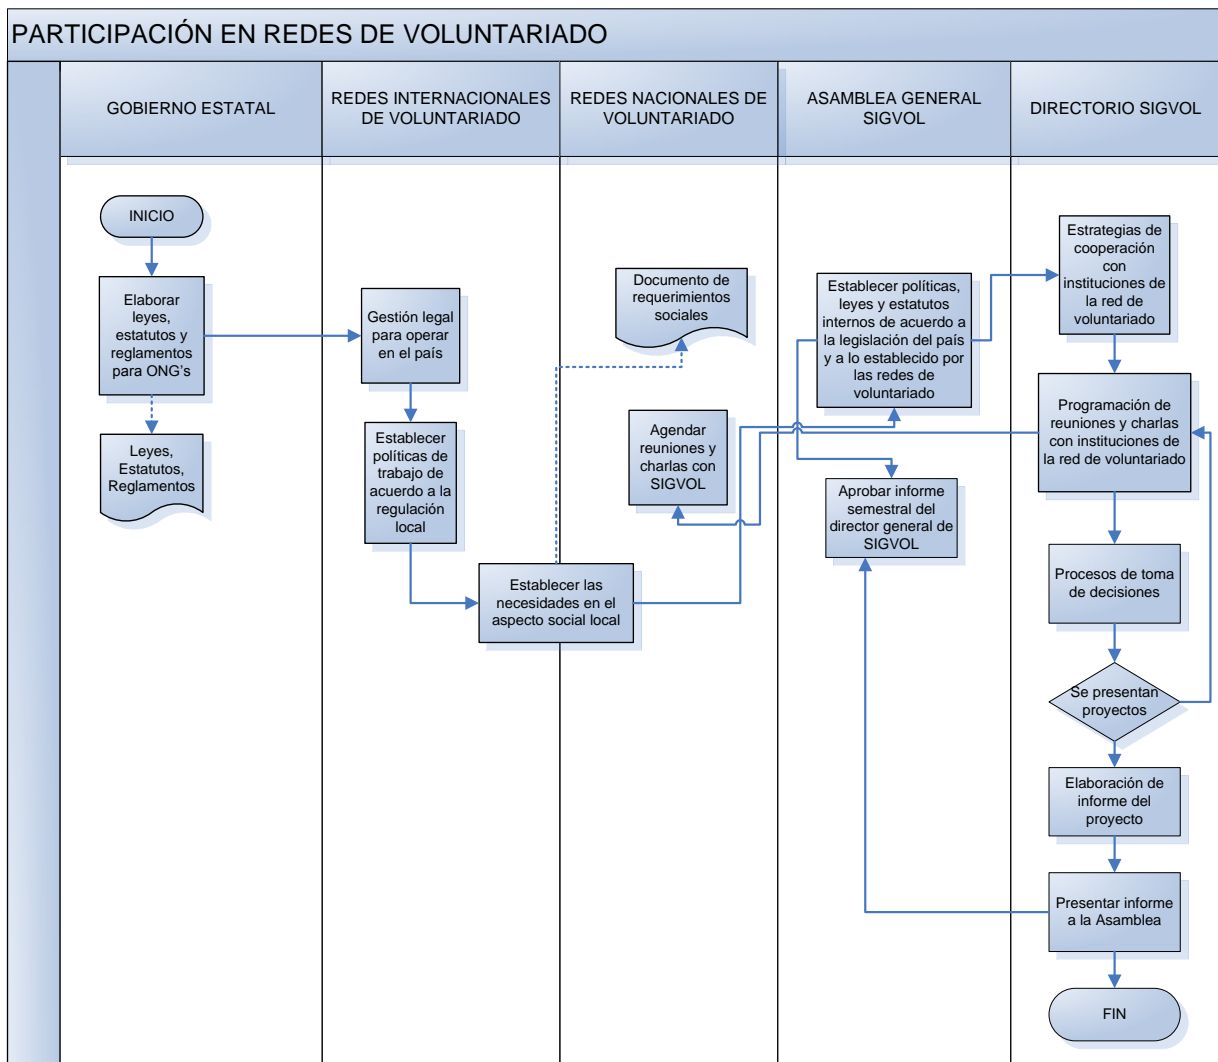 PARTICIPACIÓN EN REDES DE VOLUNTARIADO
GOBIERNO ESTATAL
REDES INTERNACIONALES
DE VOLUNTARIADO
REDES NACIONALES DE
VOLUNTARIADO
ASAMBLEA GENERAL
SIGVOL
DIRECTORIO SIGVOL
INICIO
Elaborar
leyes,
estatutos y
reglamentos
para ONG's
Leyes,
Estatutos,
Reglamentos
Gestión legal
para operar
en el país
Establecer
políticas de
trabajo de
acuerdo a la
regulación
local
Establecer las
necesidades en el
aspecto social local
Documento de
requerimientos
sociales
Agendar
reuniones y
charlas con
SIGVOL
Establecer políticas,
leyes y estatutos
internos de acuerdo a
la legislación del país
y a lo establecido por
las redes de
voluntariado
Aprobar informe
semestral del
director general de
SIGVOL
Estrategias de
cooperación
con
instituciones de
la red de
voluntariado
Programación de
reuniones y charlas
con instituciones de
la red de voluntariado
Procesos de toma
de decisiones
Se presentan
proyectos
Elaboración de
informe del
proyecto
Presentar informe
a la Asamblea
FIN